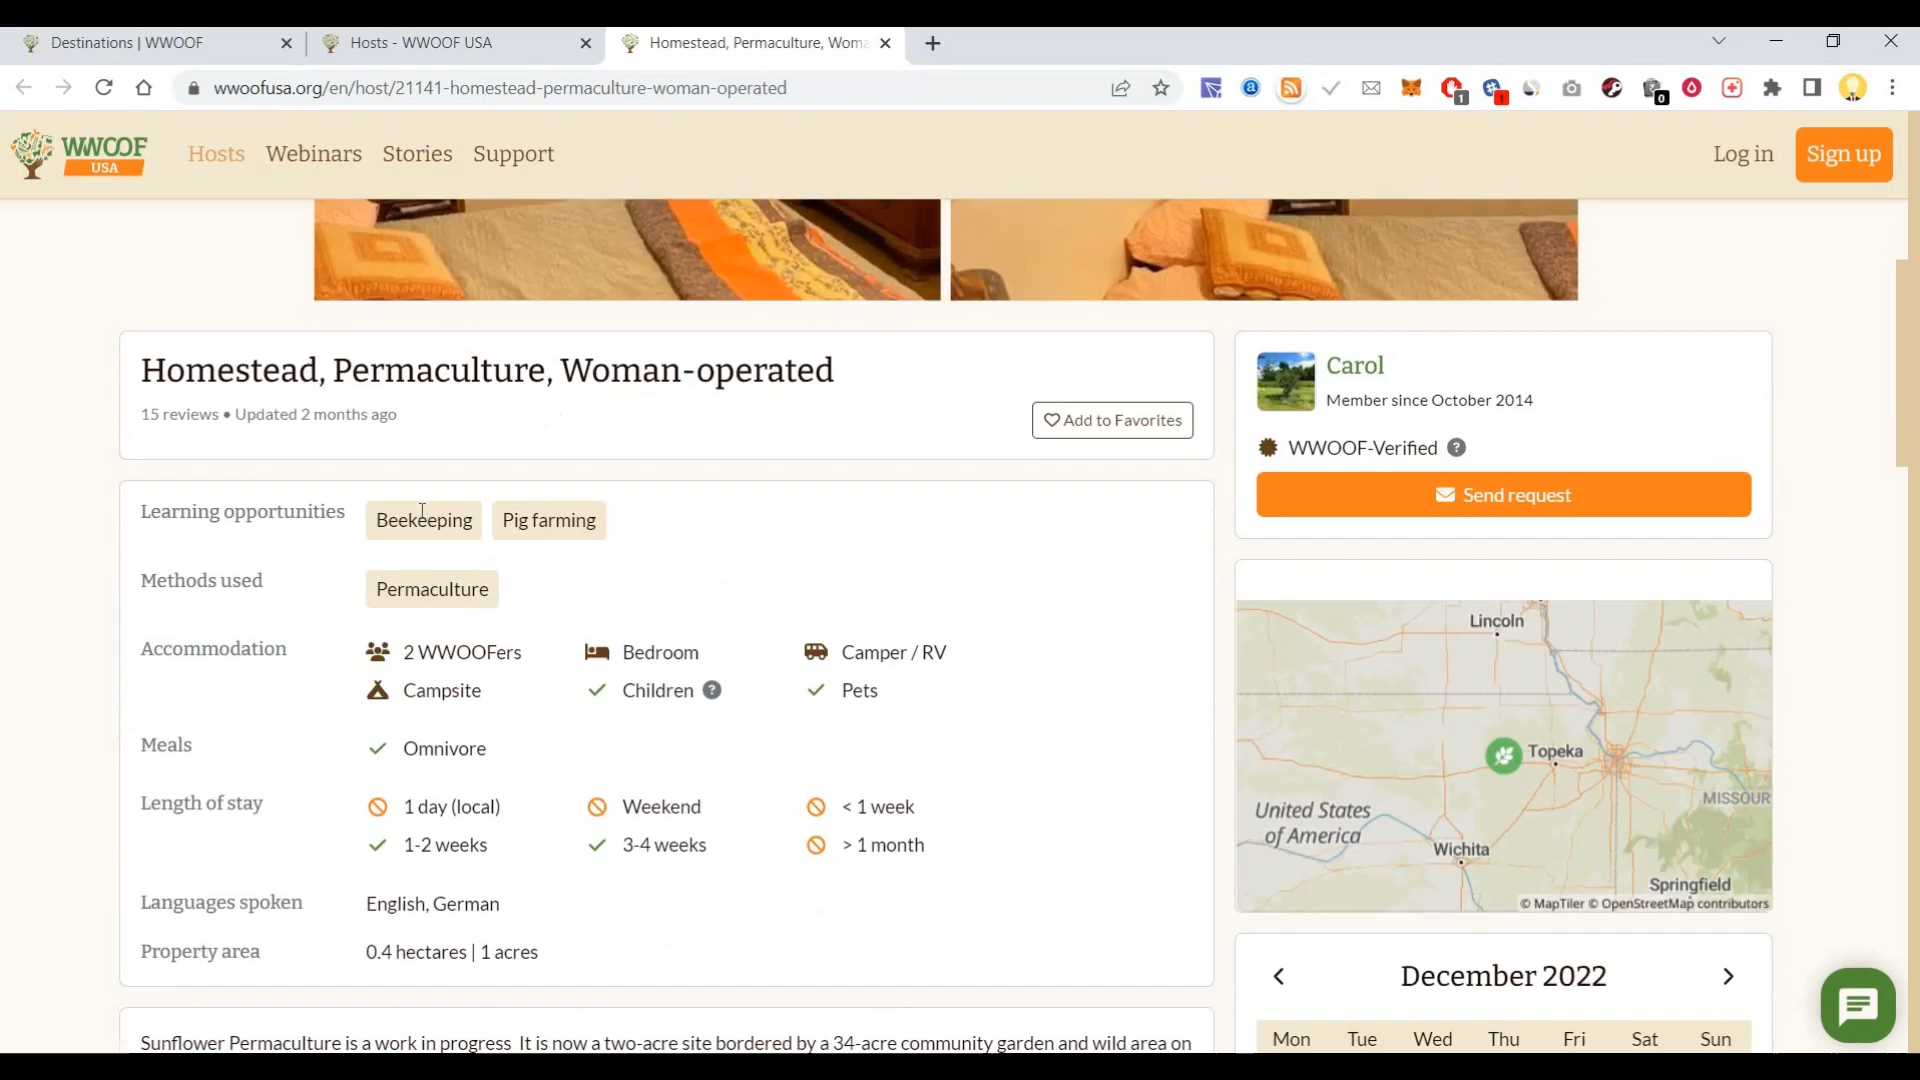 Destinations | WWOOF
Hosts - WWOOF USA
Homestead, Permaculture, Woma
wwoofusa.org/en/host/21141-homestead-permaculture-woman-operated
1
!
0
WWOOF
USA
Hosts
Webinars
Stories
Support
Log in
Sign up
Homestead, Permaculture, Woman-operated
15 reviews • Updated 2 months ago
Add to Favorites
Carol
Member since October 2014
WWOOF-Verified ?
Send request
Learning opportunities
Beekeeping
Pig farming
Methods used
Permaculture
Accommodation
2 WWOOFers
Bedroom
Camper / RV
Campsite
Children ?
Pets
Meals
Omnivore
Length of stay
1 day (local)
Weekend
< 1 week
1-2 weeks
3-4 weeks
> 1 month
Languages spoken
English, German
Property area
0.4 hectares | 1 acres
Lincoln
Topeka
MISSOUR
United States
of America
Wichita
Springfield
© MapTiler © OpenStreetMap contributors
December 2022
Mon Tue Wed Thu Fri Sat Sun
Sunflower Permaculture is a work in progress It is now a two-acre site bordered by a 34-acre community garden and wild area on